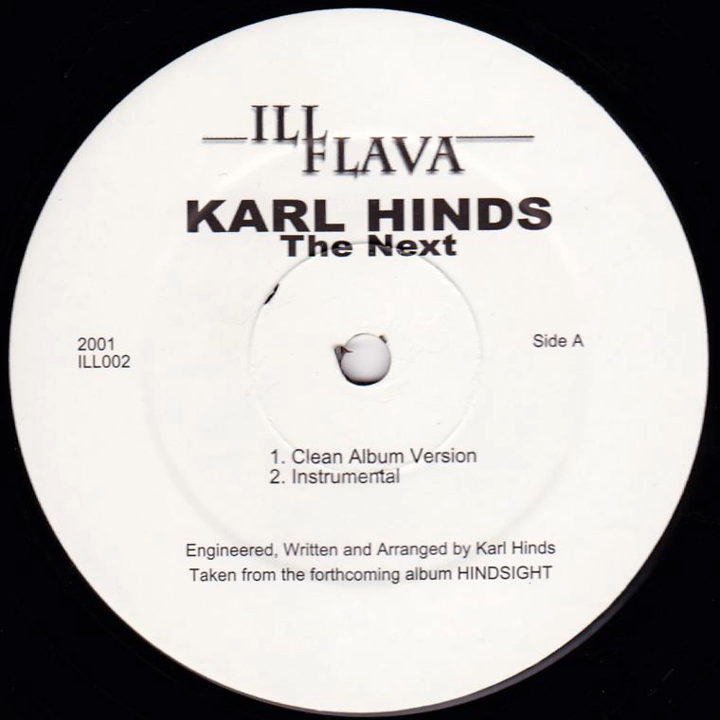 ILL
FLAVA
KARL HINDS
The Next
2001
ILL002
Side A
1. Clean Album Version
2. Instrumental
Engineered, Written and Arranged by Karl Hinds
Taken from the forthcoming album HINDSIGHT